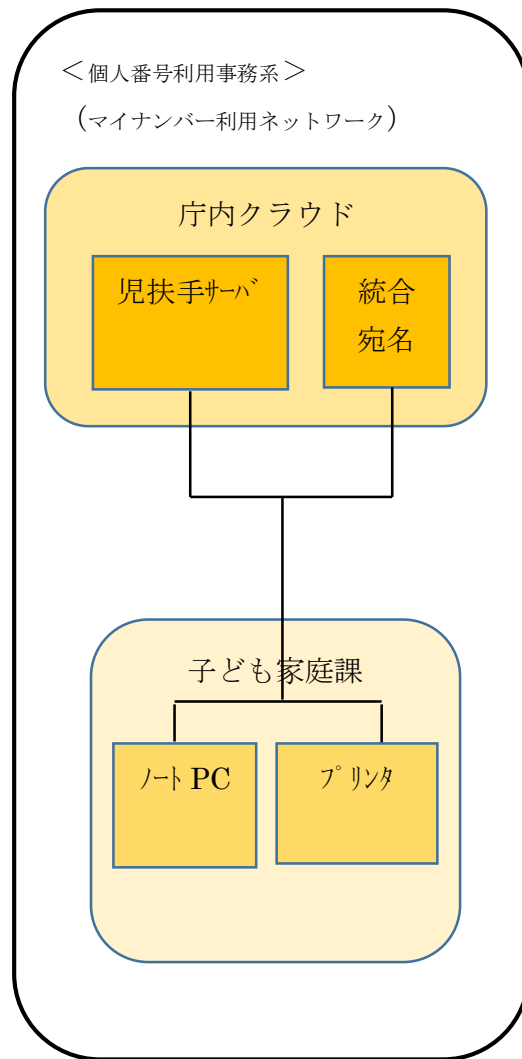 ＜個人番号利用事務系＞
(マイナンバー利用ネットワーク)
庁内クラウド
児扶手ｻｰﾊﾞ
統合
宛名
子ども家庭課
ﾉｰﾄ PC
ﾌﾟﾘﾝﾀ